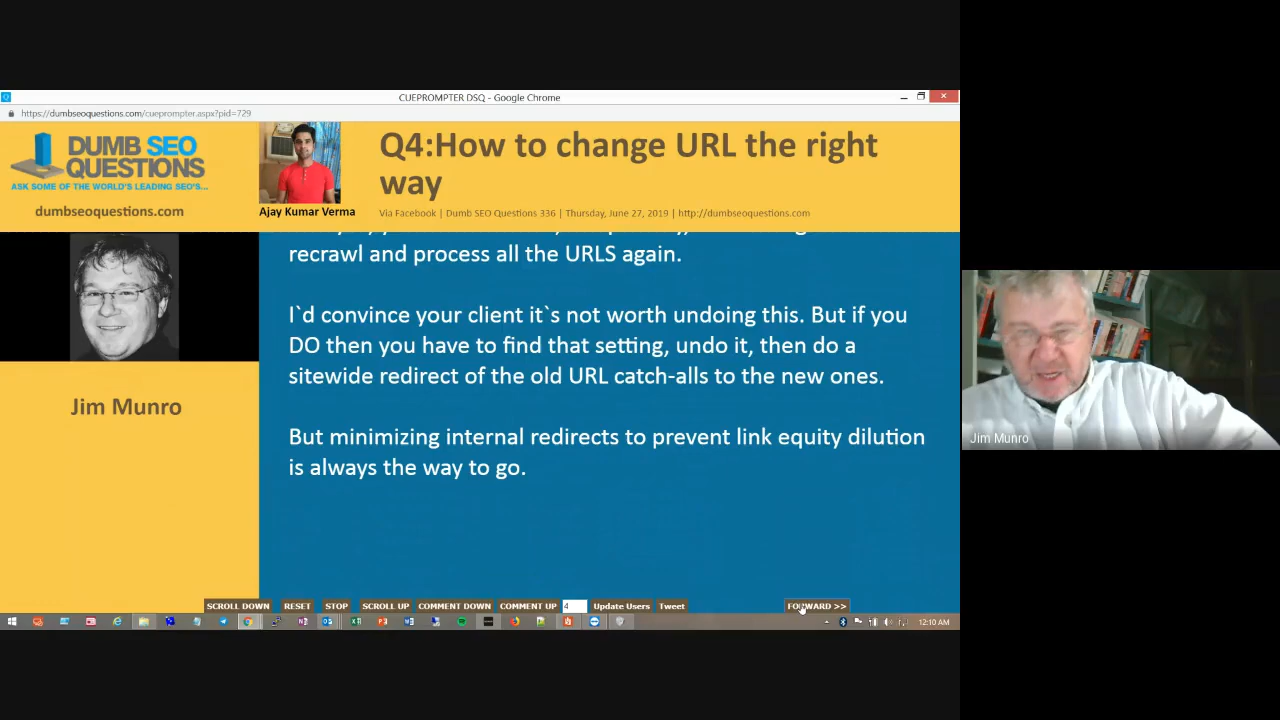 CUEPROMPTER DSQ - Google Chrome
https://dumbseoquestions.com/cueprompter.aspx?pid=729
DUMB SEO
QUESTIONS
ASK SOME OF THE WORLD'S LEADING SEO'S...
dumbseoquestions.com
Ajay Kumar Verma
Q4:How to change URL the right
way
Via Facebook | Dumb SEO Questions 336 | Thursday, June 27, 2019 | http://dumbseoquestions.com
recrawl and process all the URLS again.
I`d convince your client it`s not worth undoing this. But if you
DO then you have to find that setting, undo it, then do a
sitewide redirect of the old URL catch-alls to the new ones.
But minimizing internal redirects to prevent link equity dilution
is always the way to go.
Jim Munro
Jim Munro
SCROLL DOWN
RESET
STOP
SCROLL UP
COMMENT DOWN
COMMENT UP
4
Update Users
Tweet
FORWARD >>
12:10 AM